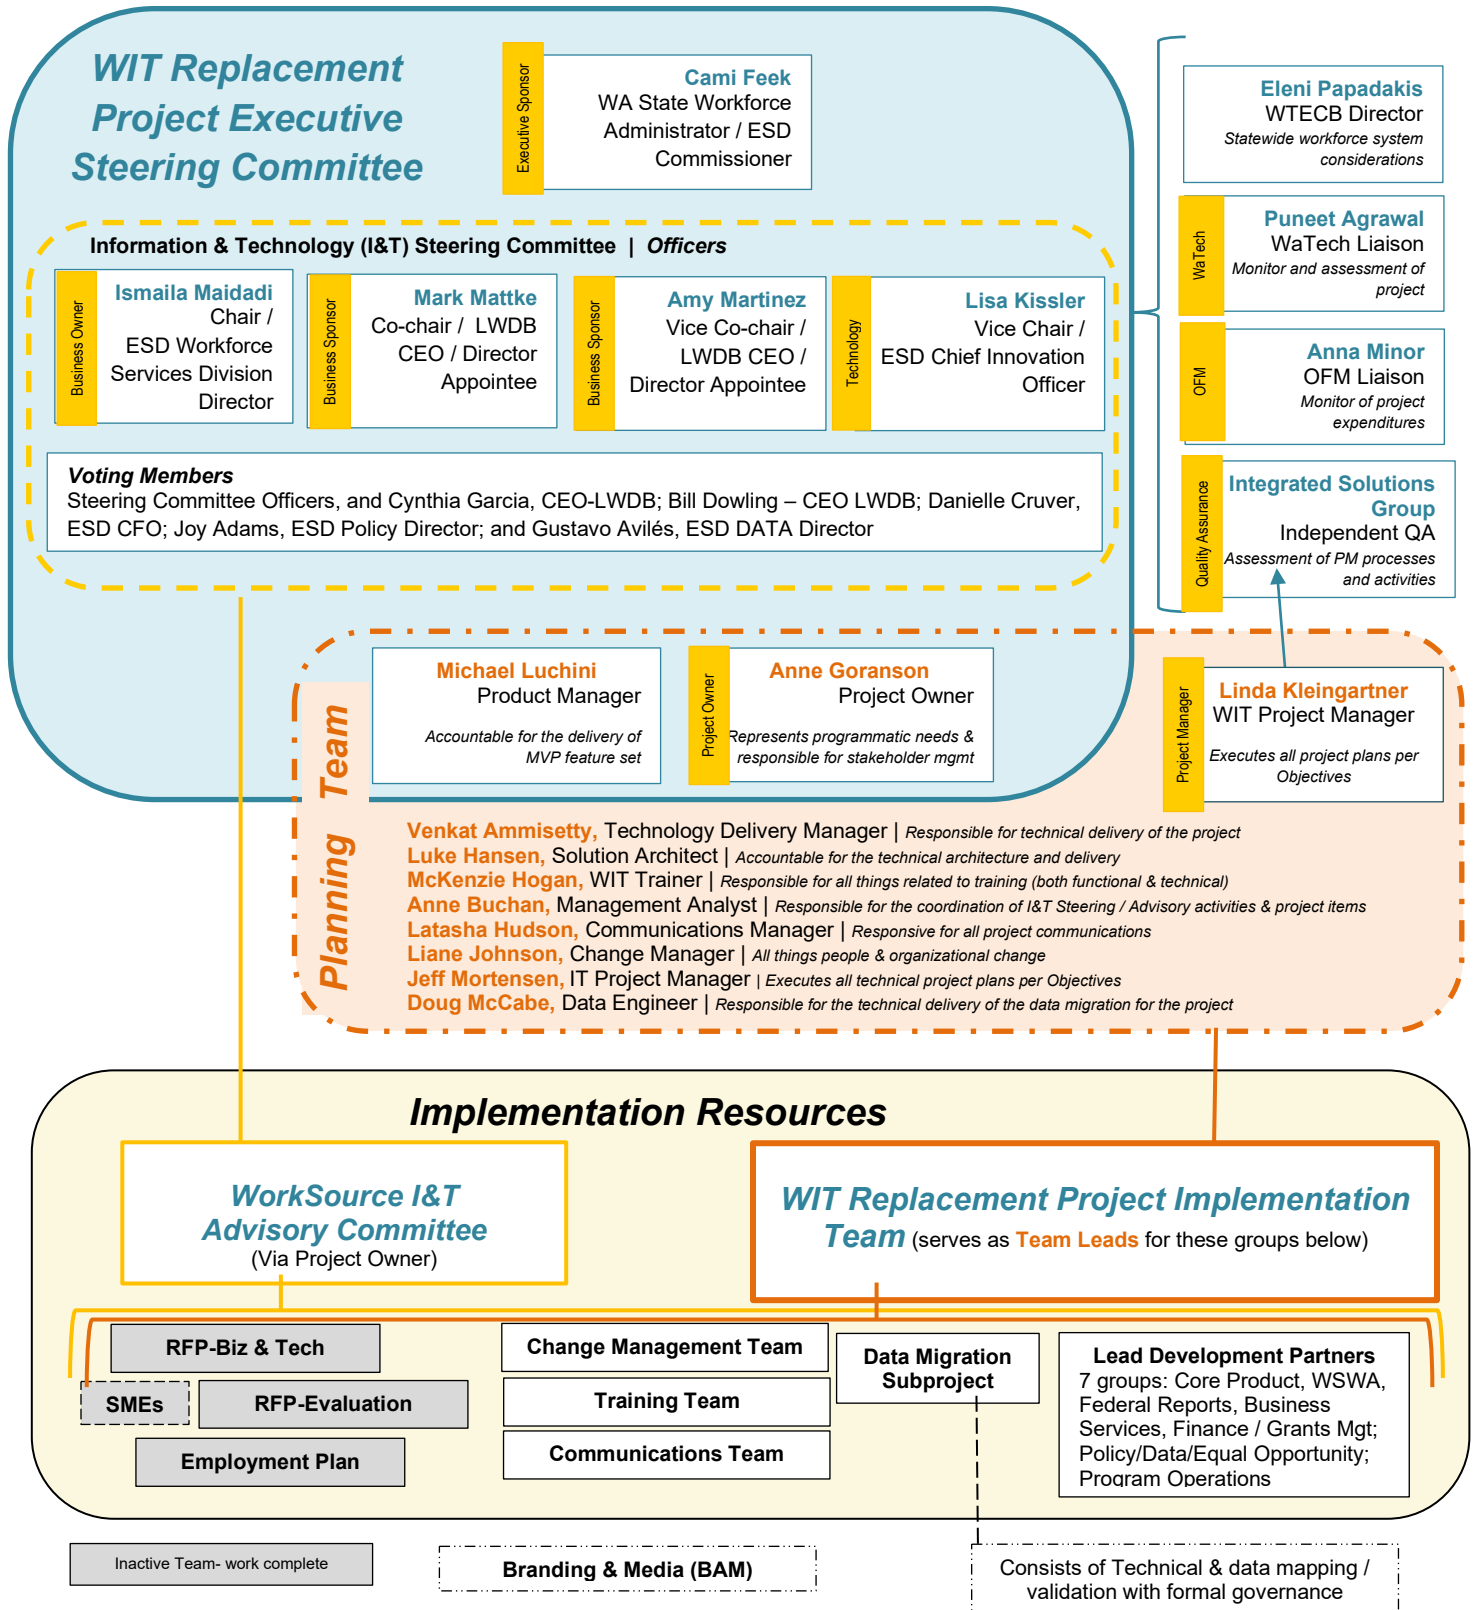 WIT Replacement
Project Executive
Steering Committee
Executive Sponsor
Cami Feek
WA State Workforce
Administrator / ESD
Commissioner
Eleni Papadakis
WTECB Director
Statewide workforce system
considerations
WaTech
Puneet Agrawal
WaTech Liaison
Monitor and assessment of
project
OFM
Anna Minor
OFM Liaison
Monitor of project
expenditures
Quality Assurance
Integrated Solutions
Group
Independent QA
Assessment of PM processes
and activities
Information & Technology (I&T) Steering Committee | Officers
Business Owner
Ismaila Maidadi
Chair /
ESD Workforce
Services Division
Director
Business Sponsor
Mark Mattke
Co-chair / LWDB
CEO / Director
Appointee
Business Sponsor
Amy Martinez
Vice Co-chair /
LWDB CEO /
Director Appointee
Technology
Lisa Kissler
Vice Chair /
ESD Chief Innovation
Officer
Voting Members
Steering Committee Officers, and Cynthia Garcia, CEO-LWDB; Bill Dowling – CEO LWDB; Danielle Cruver,
ESD CFO; Joy Adams, ESD Policy Director; and Gustavo Avilés, ESD DATA Director
Planning Team
Michael Luchini
Product Manager
Accountable for the delivery of
MVP feature set
Project Owner
Anne Goranson
Project Owner
Represents programmatic needs &
responsible for stakeholder mgmt
Project Manager
Linda Kleingartner
WIT Project Manager
Executes all project plans per
Objectives
Venkat Ammisetty, Technology Delivery Manager | Responsible for technical delivery of the project
Luke Hansen, Solution Architect | Accountable for the technical architecture and delivery
McKenzie Hogan, WIT Trainer | Responsible for all things related to training (both functional & technical)
Anne Buchan, Management Analyst | Responsible for the coordination of I&T Steering / Advisory activities & project items
Latasha Hudson, Communications Manager | Responsive for all project communications
Liane Johnson, Change Manager | All things people & organizational change
Jeff Mortensen, IT Project Manager | Executes all technical project plans per Objectives
Doug McCabe, Data Engineer | Responsible for the technical delivery of the data migration for the project
Implementation Resources
WorkSource I&T
Advisory Committee
(Via Project Owner)
WIT Replacement Project Implementation
Team (serves as Team Leads for these groups below)
RFP-Biz & Tech
SMEs
RFP-Evaluation
Employment Plan
Change Management Team
Training Team
Communications Team
Data Migration
Subproject
Lead Development Partners
7 groups: Core Product, WSWA,
Federal Reports, Business
Services, Finance / Grants Mgt;
Policy/Data/Equal Opportunity;
Program Operations
Inactive Team- work complete
Branding & Media (BAM)
Consists of Technical & data mapping /
validation with formal governance